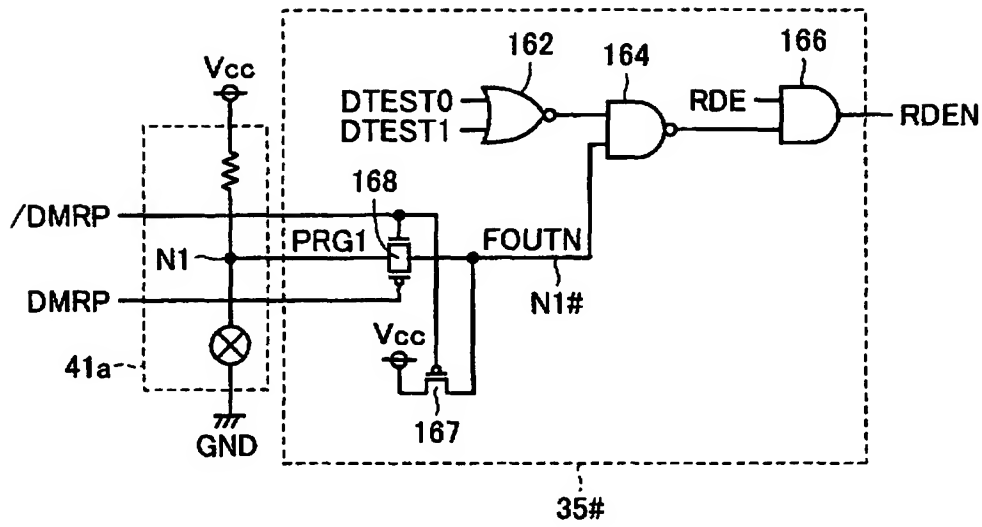 162
164
166
Vcc
DTEST0
DTEST1
RDE
RDEN
168
/DMRP
PRG1
FOUTN
N1
N1#
DMRP
Vcc
41a
167
GND
35#